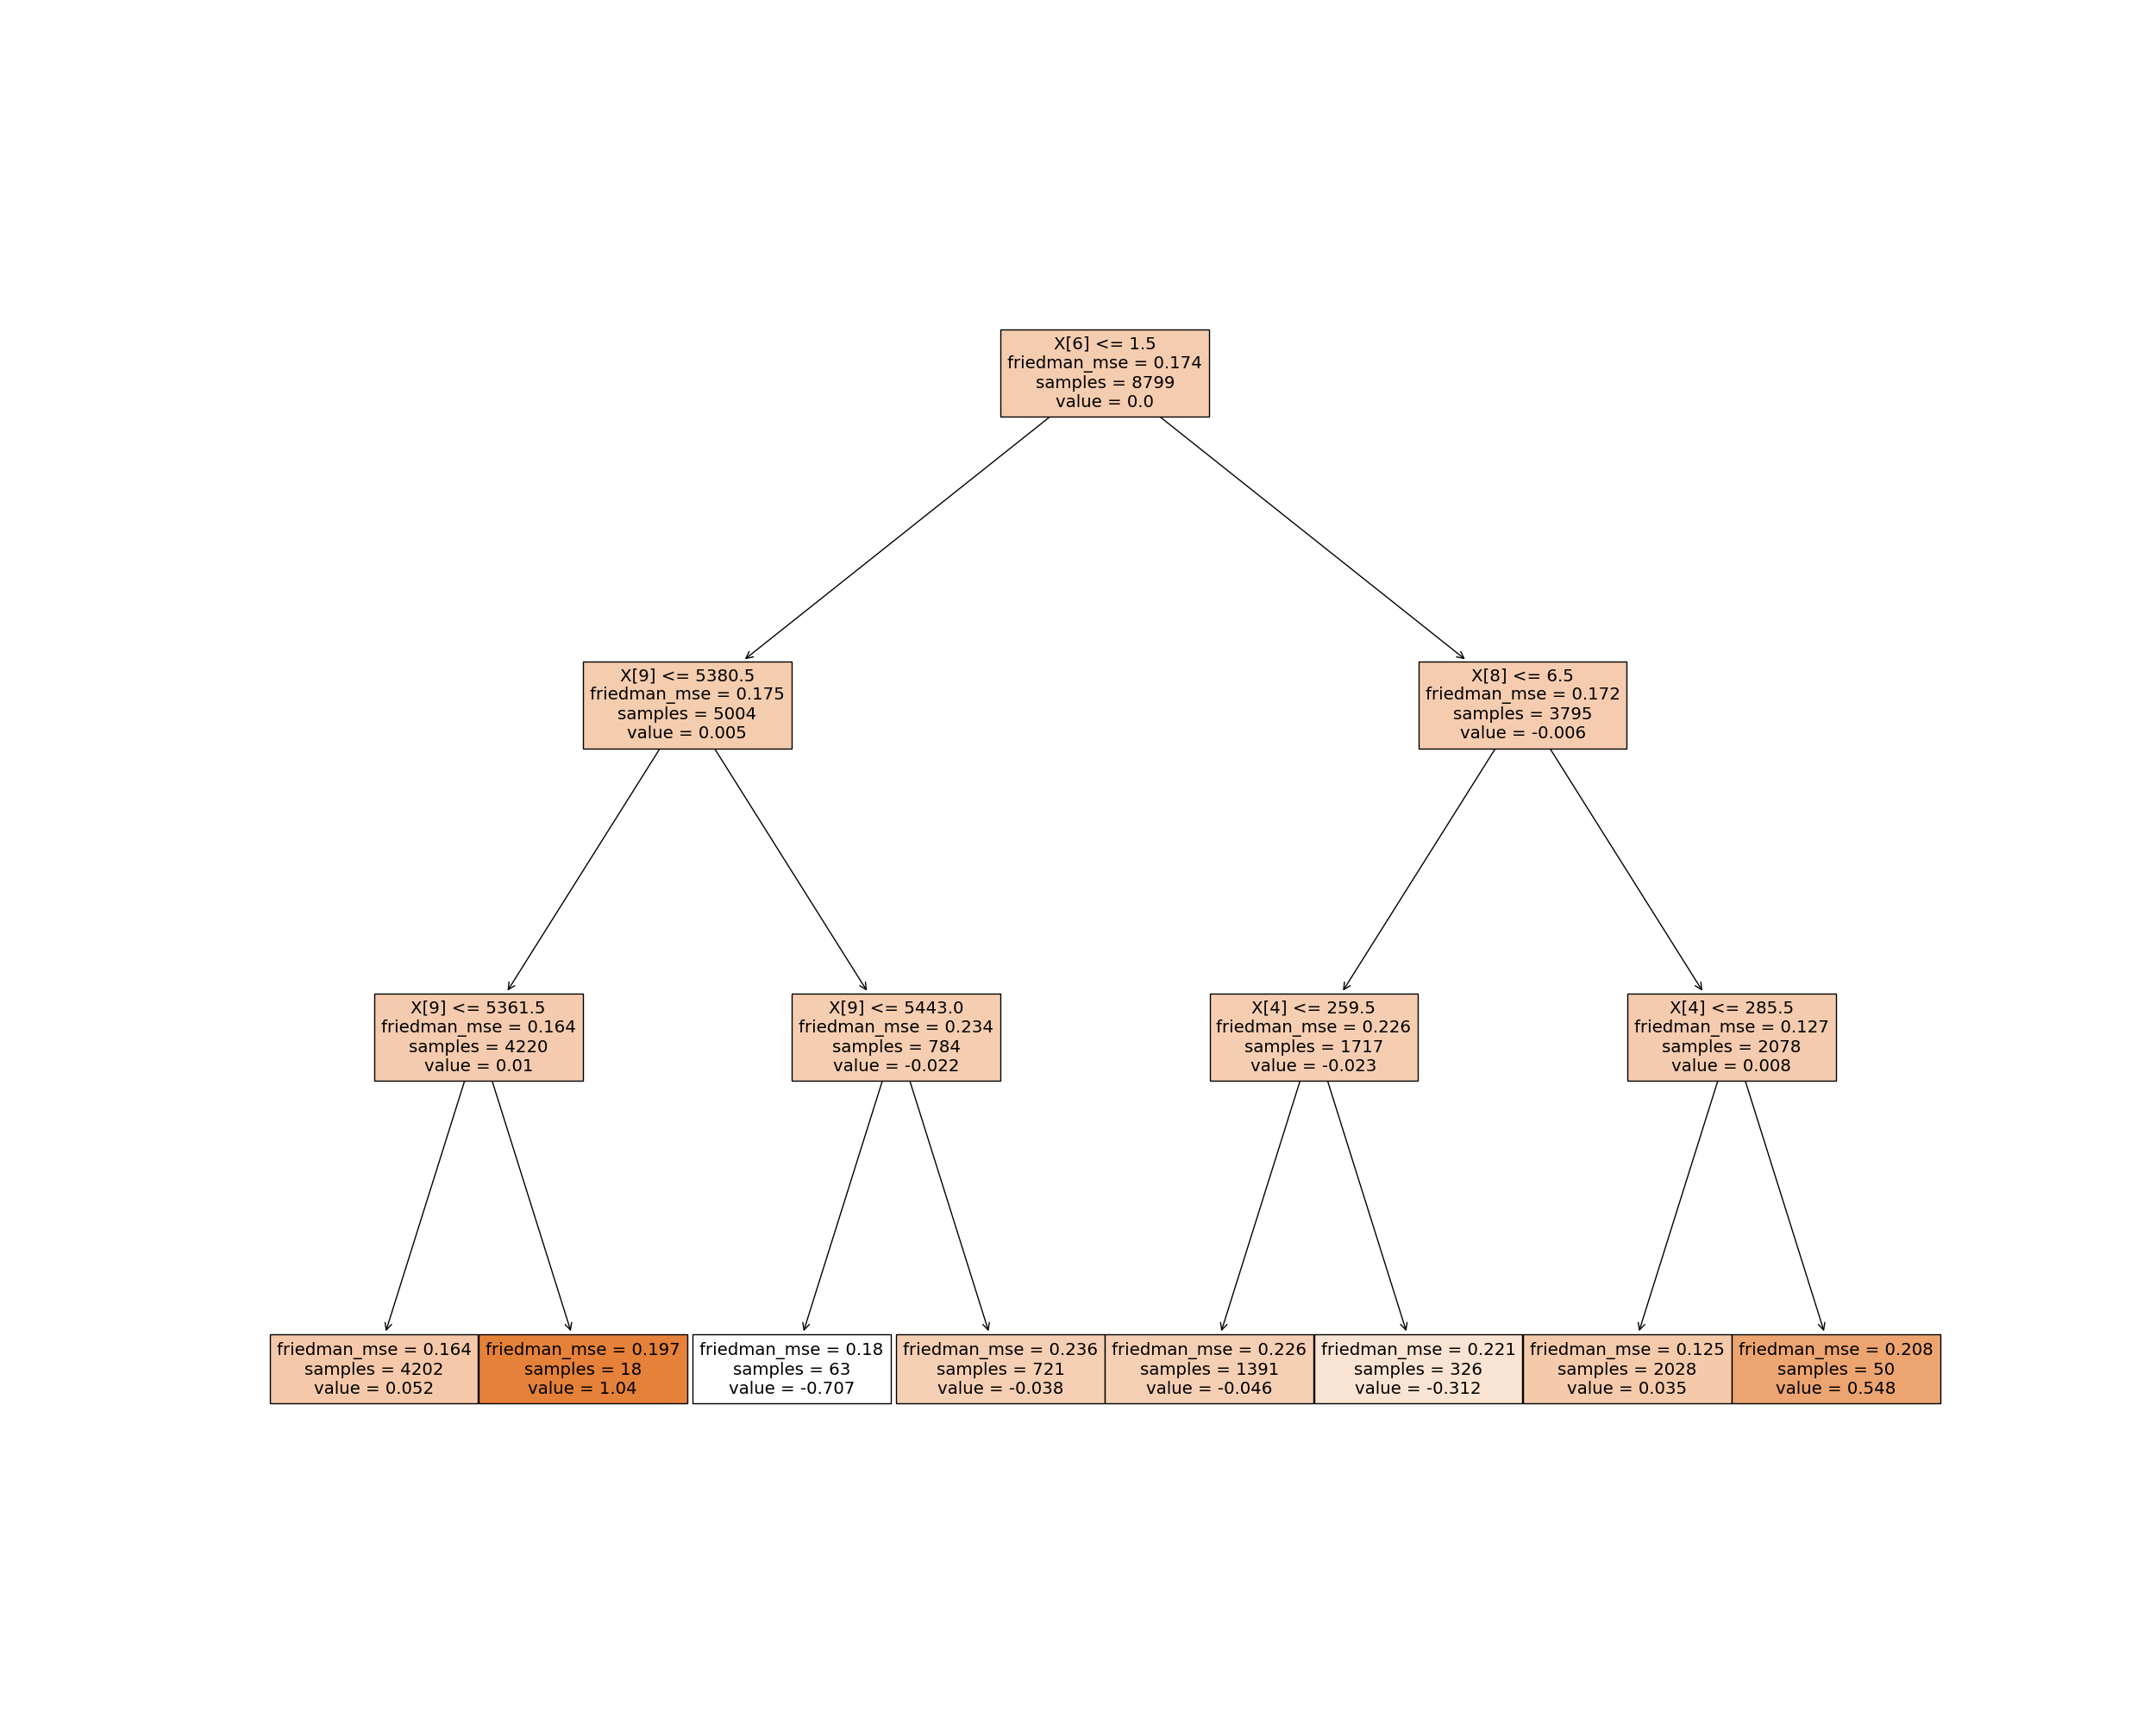 X[6] <= 1.5
friedman_mse = 0.174
samples = 8799
value = 0.0
X[9] <= 5380.5
friedman_mse = 0.175
samples = 5004
value = 0.005
X[8] <= 6.5
friedman_mse = 0.172
samples = 3795
value = -0.006
X[9] <= 5361.5
friedman_mse = 0.164
samples = 4220
value = 0.01
X[9] <= 5443.0
friedman_mse = 0.234
samples = 784
value = -0.022
X[4] <= 259.5
friedman_mse = 0.226
samples = 1717
value = -0.023
X[4] <= 285.5
friedman_mse = 0.127
samples = 2078
value = 0.008
friedman_mse = 0.164
samples = 4202
value = 0.052
friedman_mse = 0.197
samples = 18
value = 1.04
friedman_mse = 0.18
samples = 63
value = -0.707
friedman_mse = 0.236
samples = 721
value = -0.038
friedman_mse = 0.226
samples = 1391
value = -0.046
friedman_mse = 0.221
samples = 326
value = -0.312
friedman_mse = 0.125
samples = 2028
value = 0.035
friedman_mse = 0.208
samples = 50
value = 0.548